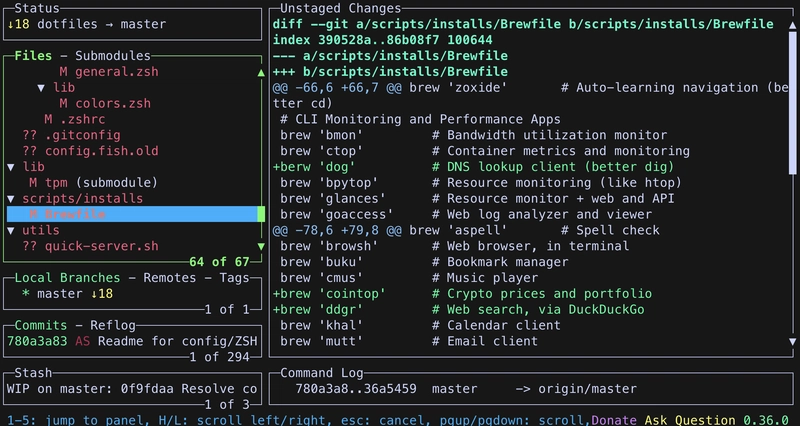 Status
↓18 dotfiles → master
Files - Submodules
M general.zsh
▼ lib
M colors.zsh
M .zshrc
?? .gitconfig
?? config.fish.old
▼ lib
M tpm (submodule)
▼ scripts/installs
M Brewfile
▼ utils
?? quick-server.sh
64 of 67
Local Branches - Remotes - Tags
* master ↓18
1 of 1
Commits - Reflog
780a3a83 AS Readme for config/ZSH
1 of 294
Stash
WIP on master: 0f9fdaa Resolve co
1 of 3
Unstaged Changes
diff --git a/scripts/installs/Brewfile b/scripts/installs/Brewfile
index 390528a..86b08f7 100644
--- a/scripts/installs/Brewfile
+++ b/scripts/installs/Brewfile
@@ -66,6 +66,7 @@ brew 'zoxide' # Auto-learning navigation (be
tter cd)
# CLI Monitoring and Performance Apps
brew 'bmon' # Bandwidth utilization monitor
brew 'ctop' # Container metrics and monitoring
+berw 'dog' # DNS lookup client (better dig)
brew 'bpytop' # Resource monitoring (like htop)
brew 'glances' # Resource monitor + web and API
brew 'goaccess' # Web log analyzer and viewer
@@ -78,6 +79,8 @@ brew 'aspell' # Spell check
brew 'browsh' # Web browser, in terminal
brew 'buku' # Bookmark manager
brew 'cmus' # Music player
+brew 'cointop' # Crypto prices and portfolio
+brew 'ddgr' # Web search, via DuckDuckGo
brew 'khal' # Calendar client
brew 'mutt' # Email client
Command Log
780a3a8..36a5459 master -> origin/master
1-5: jump to panel, H/L: scroll left/right, esc: cancel, pgup/pgdown: scroll,Donate Ask Question 0.36.0